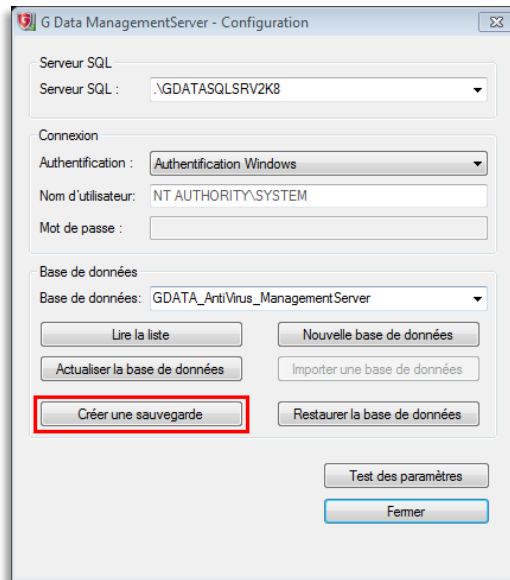 G Data ManagementServer - Configuration
Serveur SQL
Serveur SQL : .\GDATASQLSRV2K8
Connexion
Authentification : Authentification Windows
Nom d'utilisateur: NT AUTHORITY\SYSTEM
Mot de passe :
Base de données
Base de données: GDATA_AntiVirus_ManagementServer
Lire la liste Nouvelle base de données
Actualiser la base de données Importer une base de données
Créer une sauvegarde Restaurer la base de données
Test des paramètres
Fermer